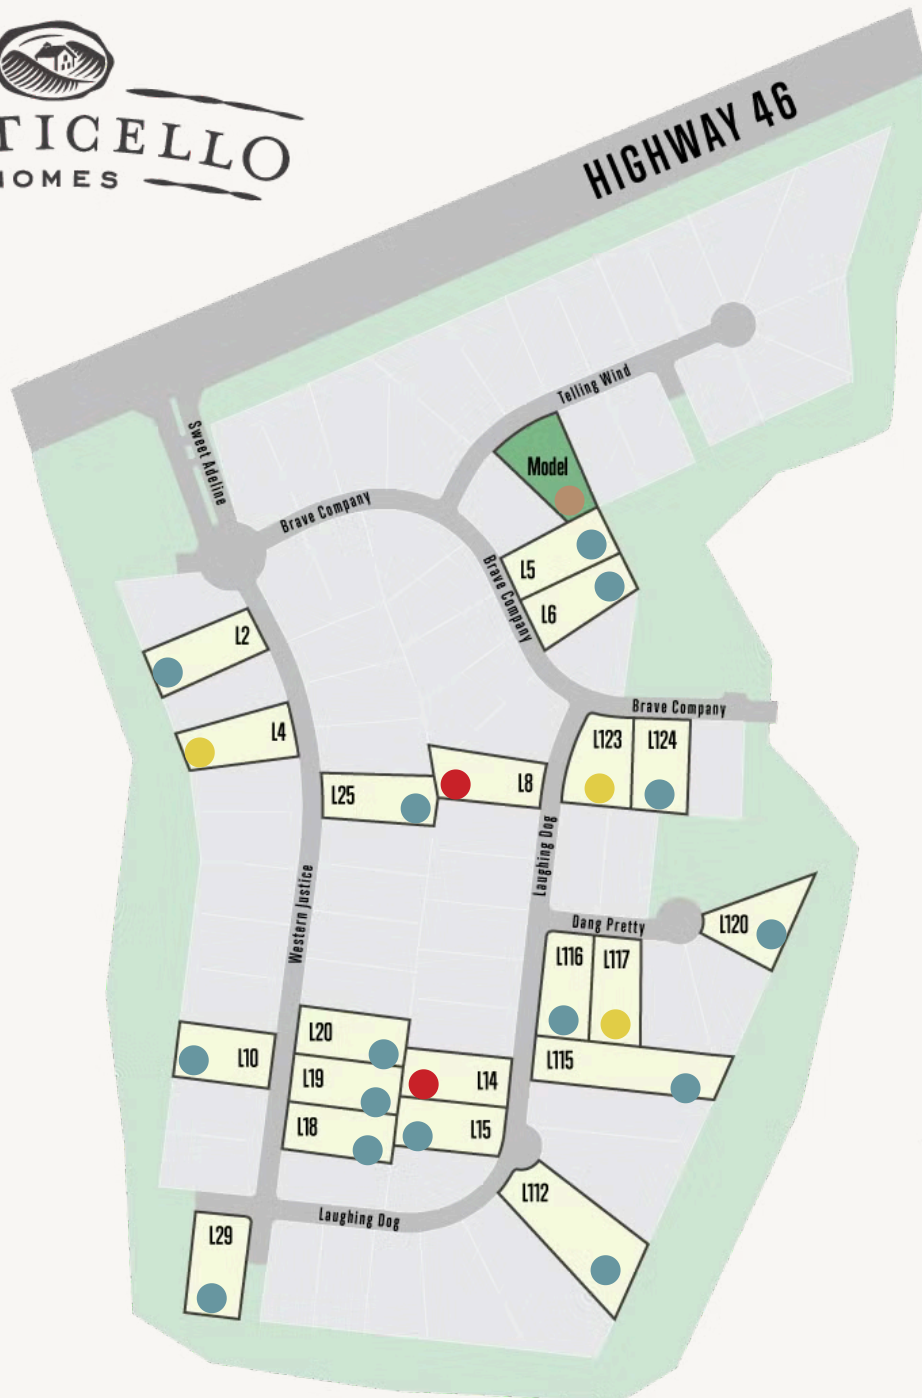 TICELLO
HOMES
HIGHWAY 46
Telling Wind
Sweet Adeline
Model
Brave Company
Brave Company
L5
L6
L2
Brave Company
L4
L123
L124
L25
L8
Laughing Dog
Western Justice
Dang Pretty
L120
L116
L117
L20
L10
L115
L19
L14
L18
L15
L112
Laughing Dog
L29